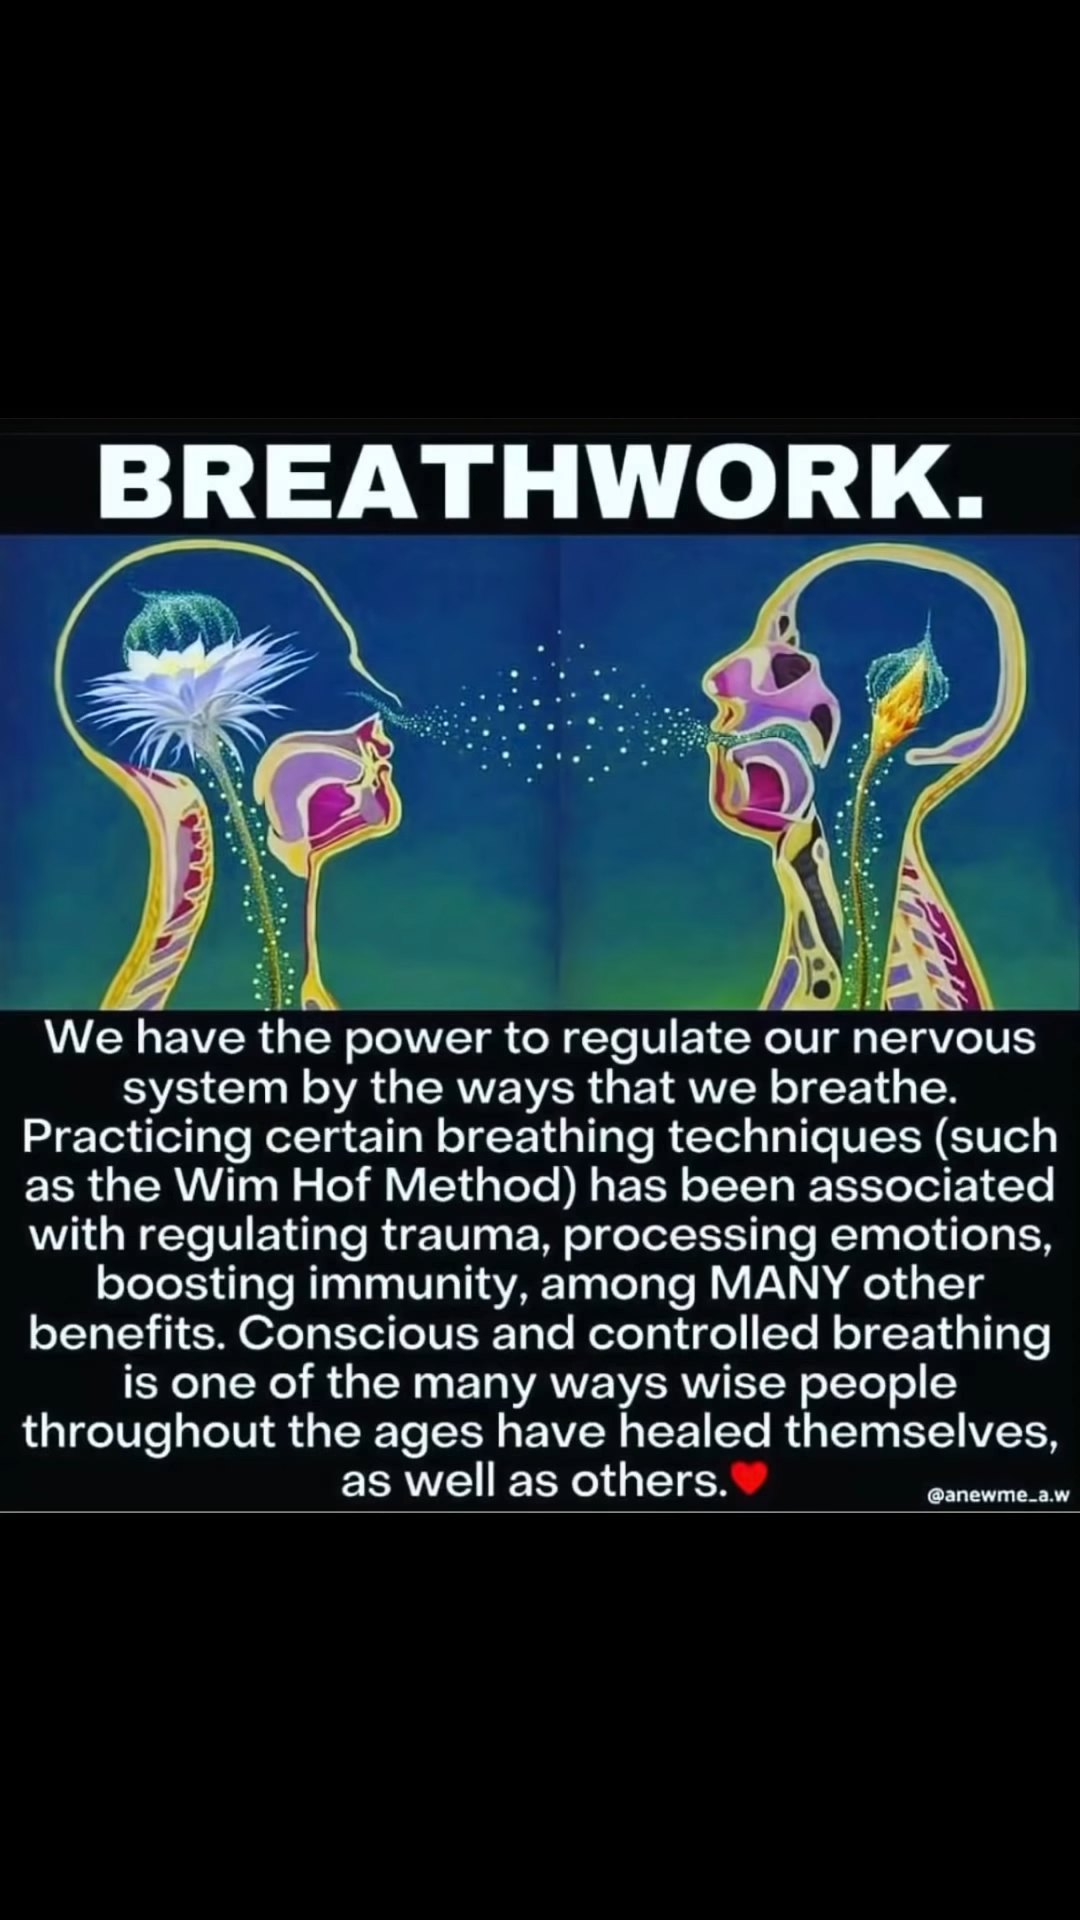 BREATHWORK.
We have the power to regulate our nervous
system by the ways that we breathe.
Practicing certain breathing techniques (such
as the Wim Hof Method) has been associated
with regulating trauma, processing emotions,
boosting immunity, among MANY other
benefits. Conscious and controlled breathing
is one of the many ways wise people
throughout the ages have healed themselves,
as well as others.❤️
@anewme_a.w